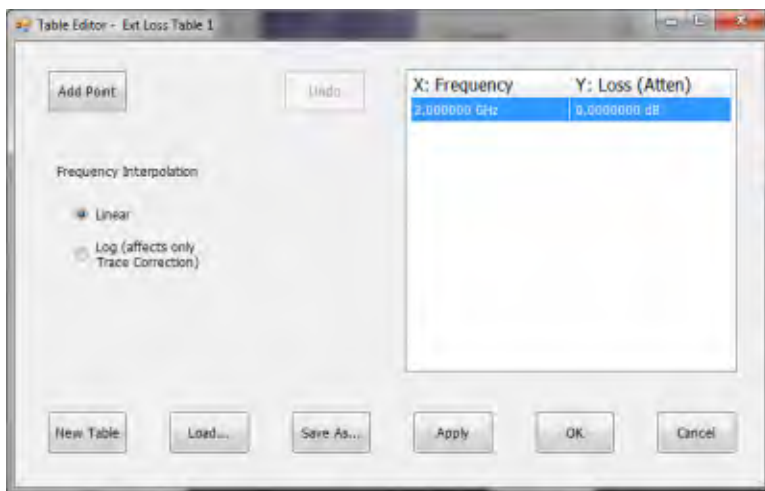 Table Editor - Ext Loss Table 1
Add Point
Undo
X: Frequency Y: Loss (Atten)
2.000000 GHz 0.0000000 dB
Frequency Interpolation
Linear
Log (affects only
Trace Correction)
New Table
Load...
Save As...
Apply
OK
Cancel